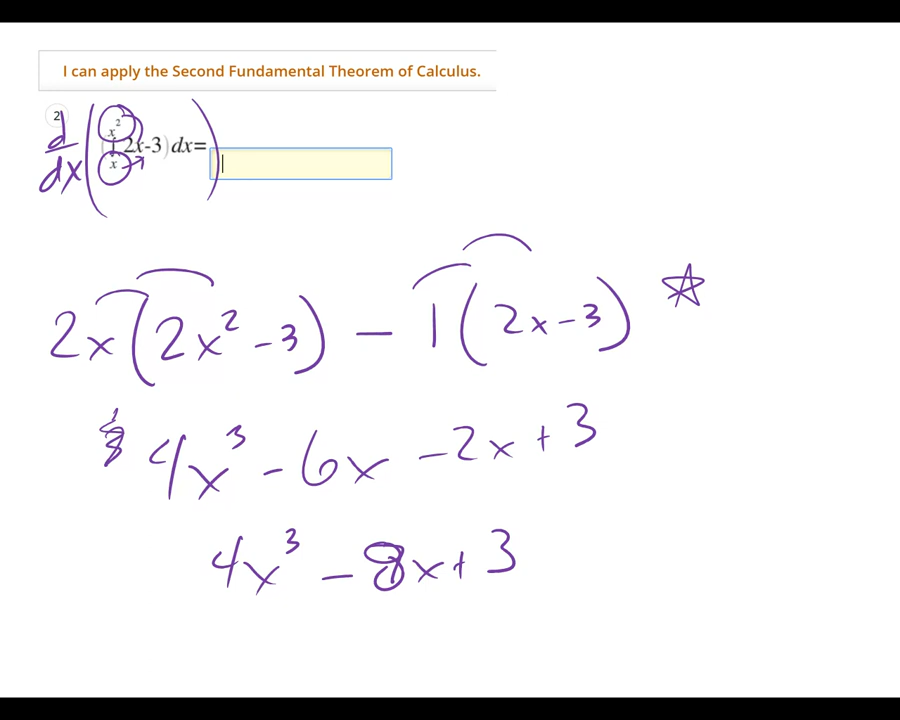 I can apply the Second Fundamental Theorem of Calculus.
2
d/dx ( ∫ₓ^x² (2x-3) dx= )
2x(2x² - 3) - 1(2x - 3) ☆
4x³ - 6x - 2x + 3
4x³ - 8x + 3